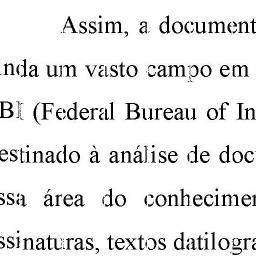 Assim, a document
nda um vasto campo em
BI (Federal Bureau of In
estinado à análise de doc
ssa área do conhecimen
ssinaturas, textos datilogra